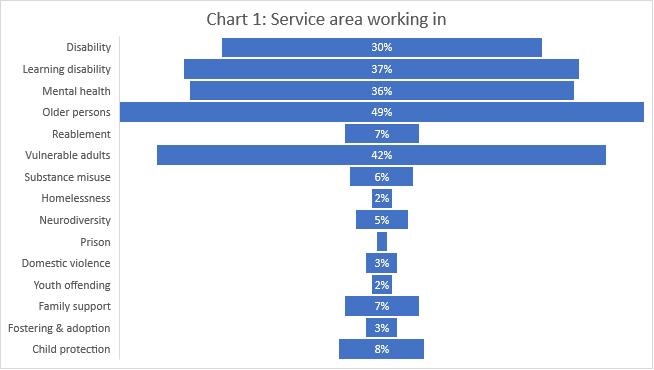 Chart 1: Service area working in
Disability 30%
Learning disability 37%
Mental health 36%
Older persons 49%
Reablement 7%
Vulnerable adults 42%
Substance misuse 6%
Homelessness 2%
Neurodiversity 5%
Prison
Domestic violence 3%
Youth offending 2%
Family support 7%
Fostering & adoption 3%
Child protection 8%